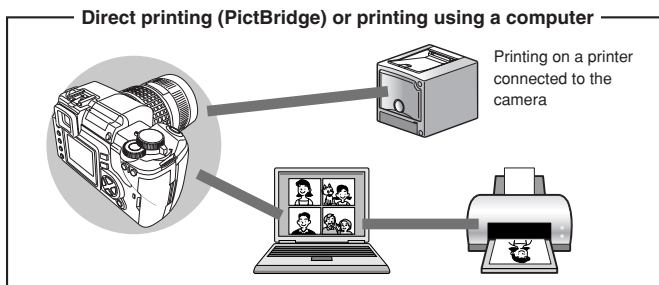 Direct printing (PictBridge) or printing using a computer
Printing on a printer
connected to the
camera